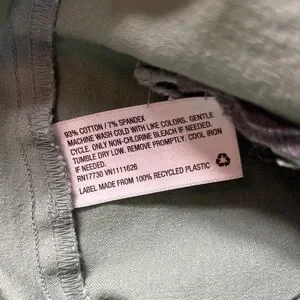 93% COTTON / 7% SPANDEX
MACHINE WASH COLD WITH LIKE COLORS. GENTLE
CYCLE. ONLY NON-CHLORINE BLEACH IF NEEDED.
TUMBLE DRY LOW. REMOVE PROMPTLY. COOL IRON
IF NEEDED.
RN17730 VN1111626
LABEL MADE FROM 100% RECYCLED PLASTIC